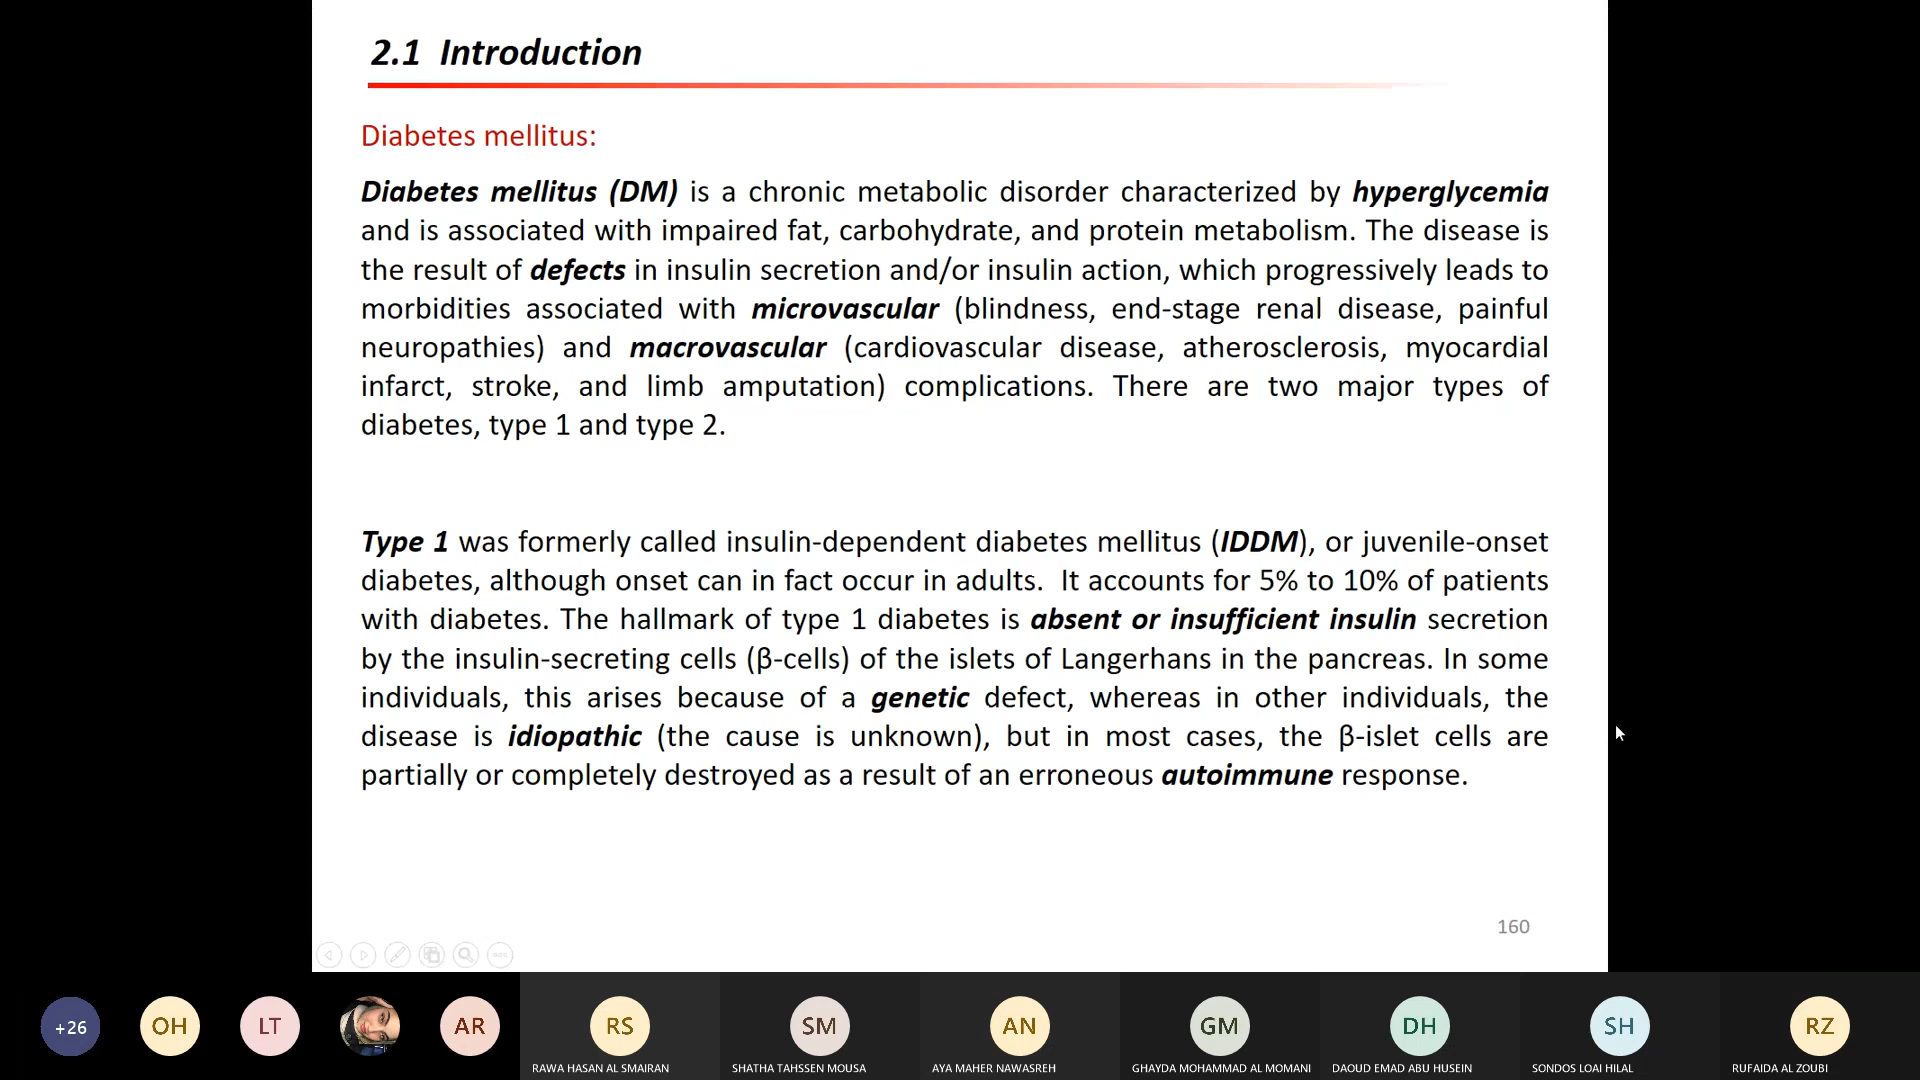 2.1 Introduction
Diabetes mellitus:
Diabetes mellitus (DM) is a chronic metabolic disorder characterized by hyperglycemia
and is associated with impaired fat, carbohydrate, and protein metabolism. The disease is
the result of defects in insulin secretion and/or insulin action, which progressively leads to
morbidities associated with microvascular (blindness, end-stage renal disease, painful
neuropathies) and macrovascular (cardiovascular disease, atherosclerosis, myocardial
infarct, stroke, and limb amputation) complications. There are two major types of
diabetes, type 1 and type 2.
Type 1 was formerly called insulin-dependent diabetes mellitus (IDDM), or juvenile-onset
diabetes, although onset can in fact occur in adults. It accounts for 5% to 10% of patients
with diabetes. The hallmark of type 1 diabetes is absent or insufficient insulin secretion
by the insulin-secreting cells (β-cells) of the islets of Langerhans in the pancreas. In some
individuals, this arises because of a genetic defect, whereas in other individuals, the
disease is idiopathic (the cause is unknown), but in most cases, the β-islet cells are
partially or completely destroyed as a result of an erroneous autoimmune response.
160
+26 OH LT AR RS SM AN GM DH SH RZ
RAWA HASAN AL SMAIRAN SHATHA TAHSSEN MOUSA AYA MAHER NAWASREH GHAYDA MOHAMMAD AL MOMANI DAOUD EMAD ABU HUSEIN SONDOS LOAI HILAL RUFAIDA AL ZOUBI